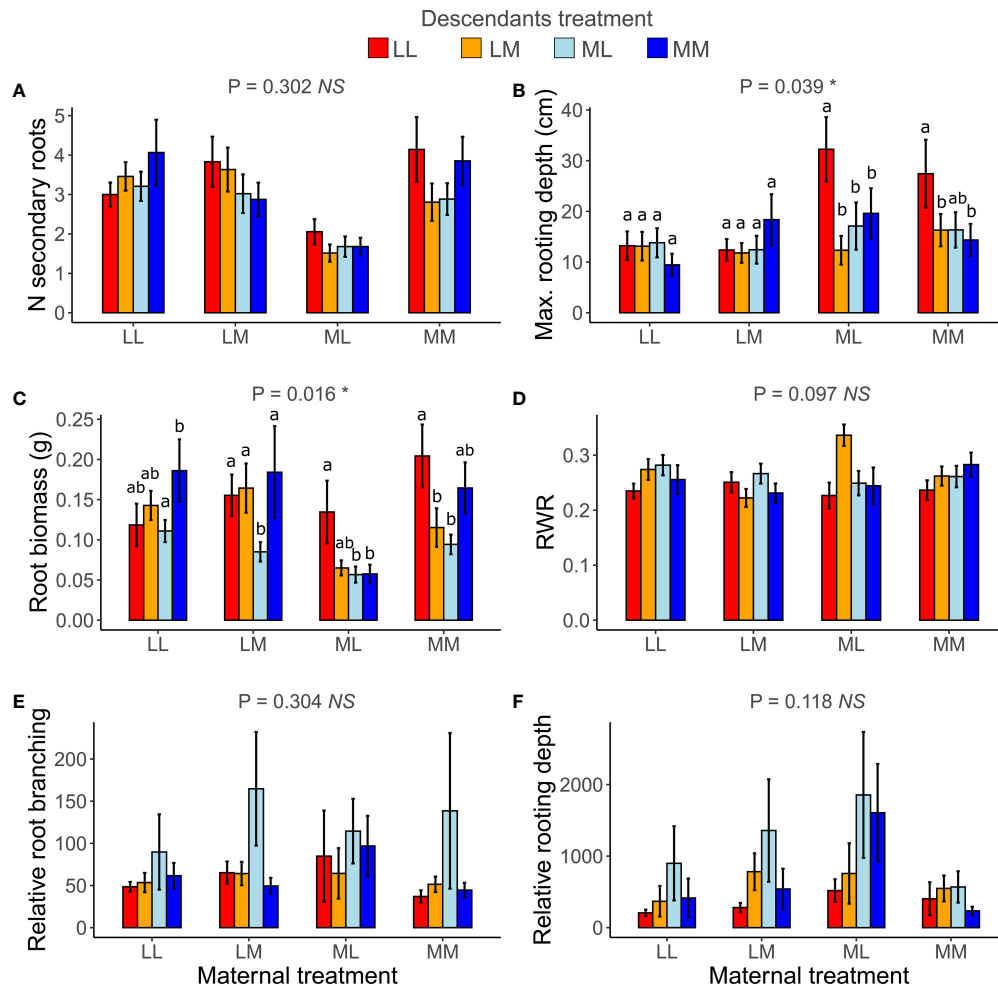 Descendants treatment
LL LM ML MM
A
P = 0.302 NS
N secondary roots
5
4
3
2
1
0
LL LM ML MM
B
P = 0.039 *
Max. rooting depth (cm)
40
30
20
10
0
a a a a
a a a a
a b b b
a b ab b
LL LM ML MM
C
P = 0.016 *
Root biomass (g)
0.25
0.20
0.15
0.10
0.05
0.00
ab ab a b
a a b a
a ab b b
a b b ab
LL LM ML MM
D
P = 0.097 NS
RWR
0.3
0.2
0.1
0.0
LL LM ML MM
E
P = 0.304 NS
Relative root branching
200
150
100
50
0
LL LM ML MM
Maternal treatment
F
P = 0.118 NS
Relative rooting depth
2000
1000
0
LL LM ML MM
Maternal treatment